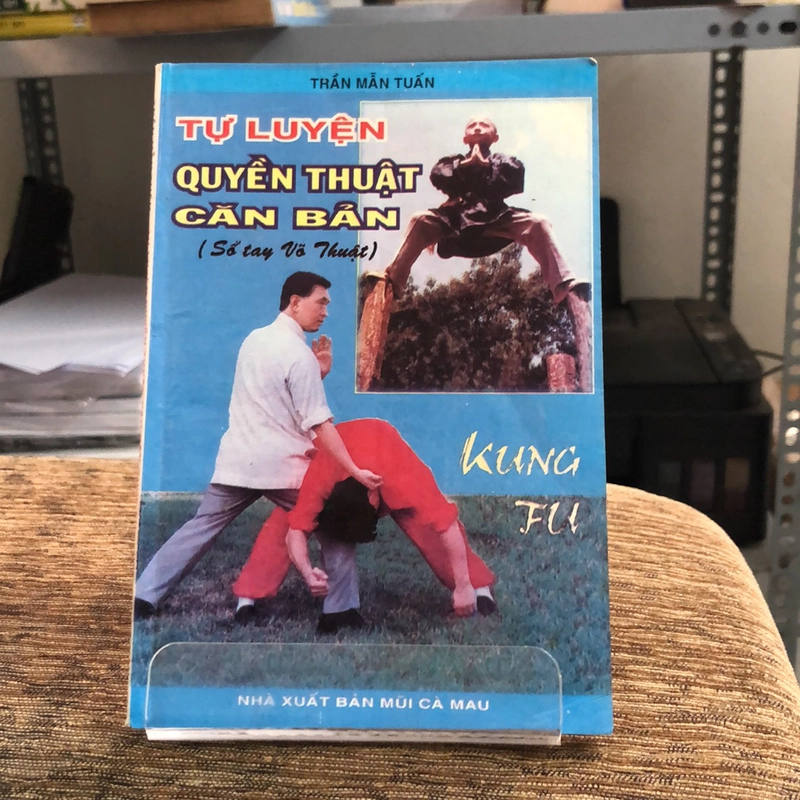 TRẦN MẪN TUẤN
TỰ LUYỆN
QUYỀN THUẬT
CĂN BẢN
(Sổ tay Võ Thuật)
KUNG
FU
NHÀ XUẤT BẢN MŨI CÀ MAU